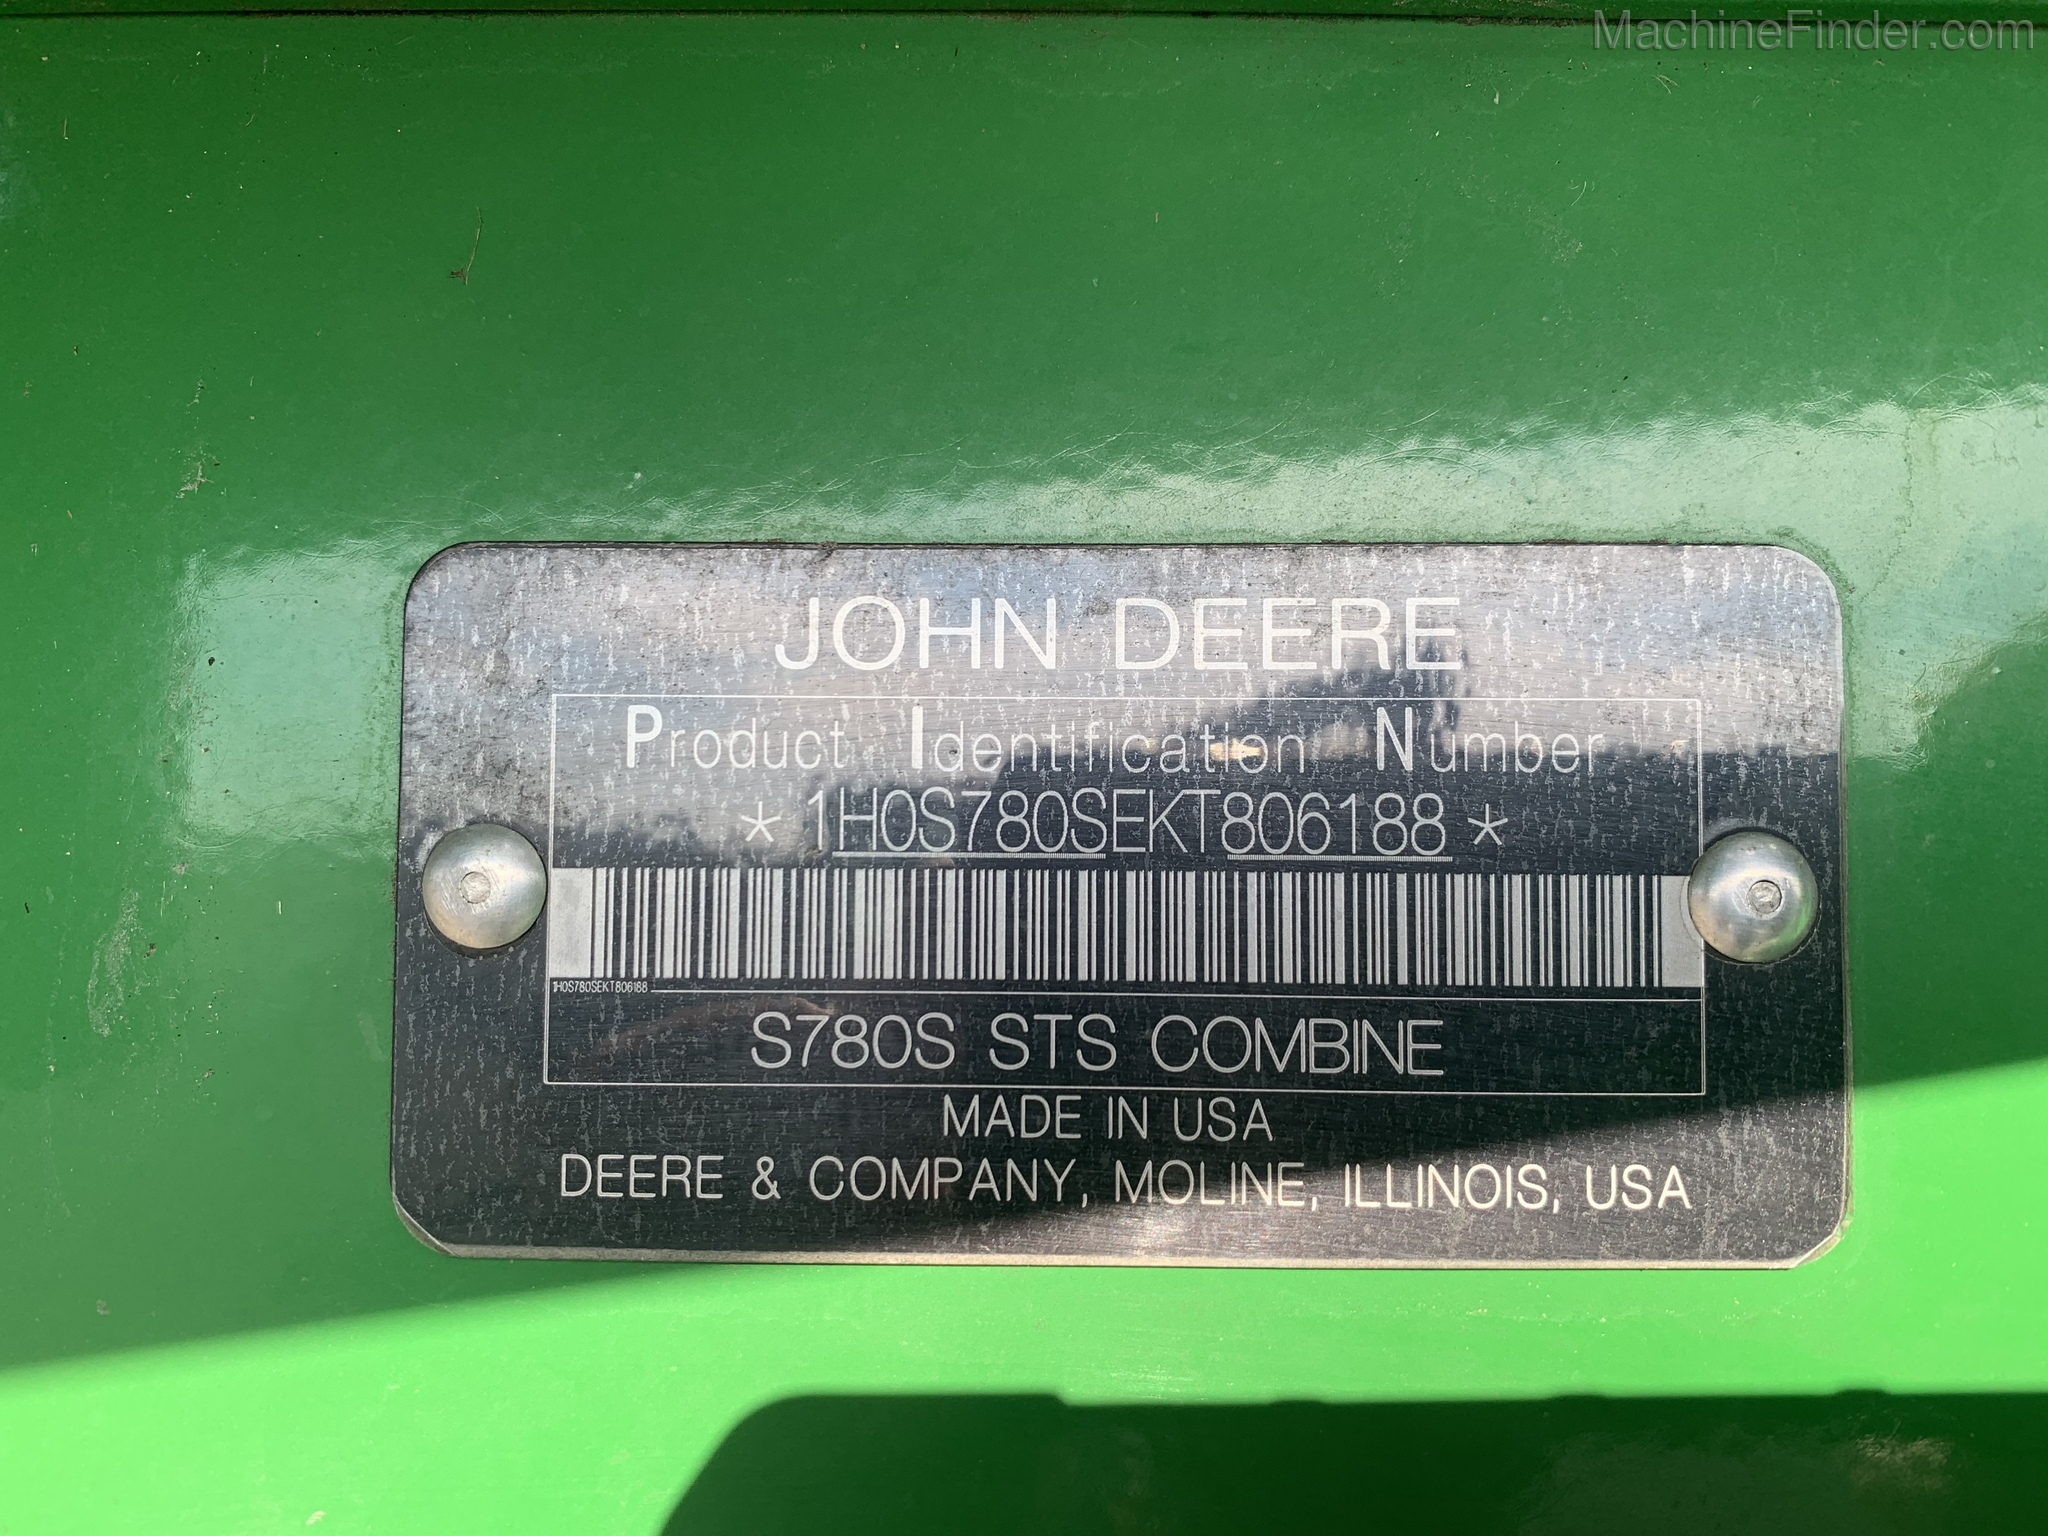 MachineFinder.com
JOHN DEERE
Product Identification Number
* 1H0S780SEKT806188 *
1H0S780SEKT806188
S780S STS COMBINE
MADE IN USA
DEERE & COMPANY, MOLINE, ILLINOIS, USA